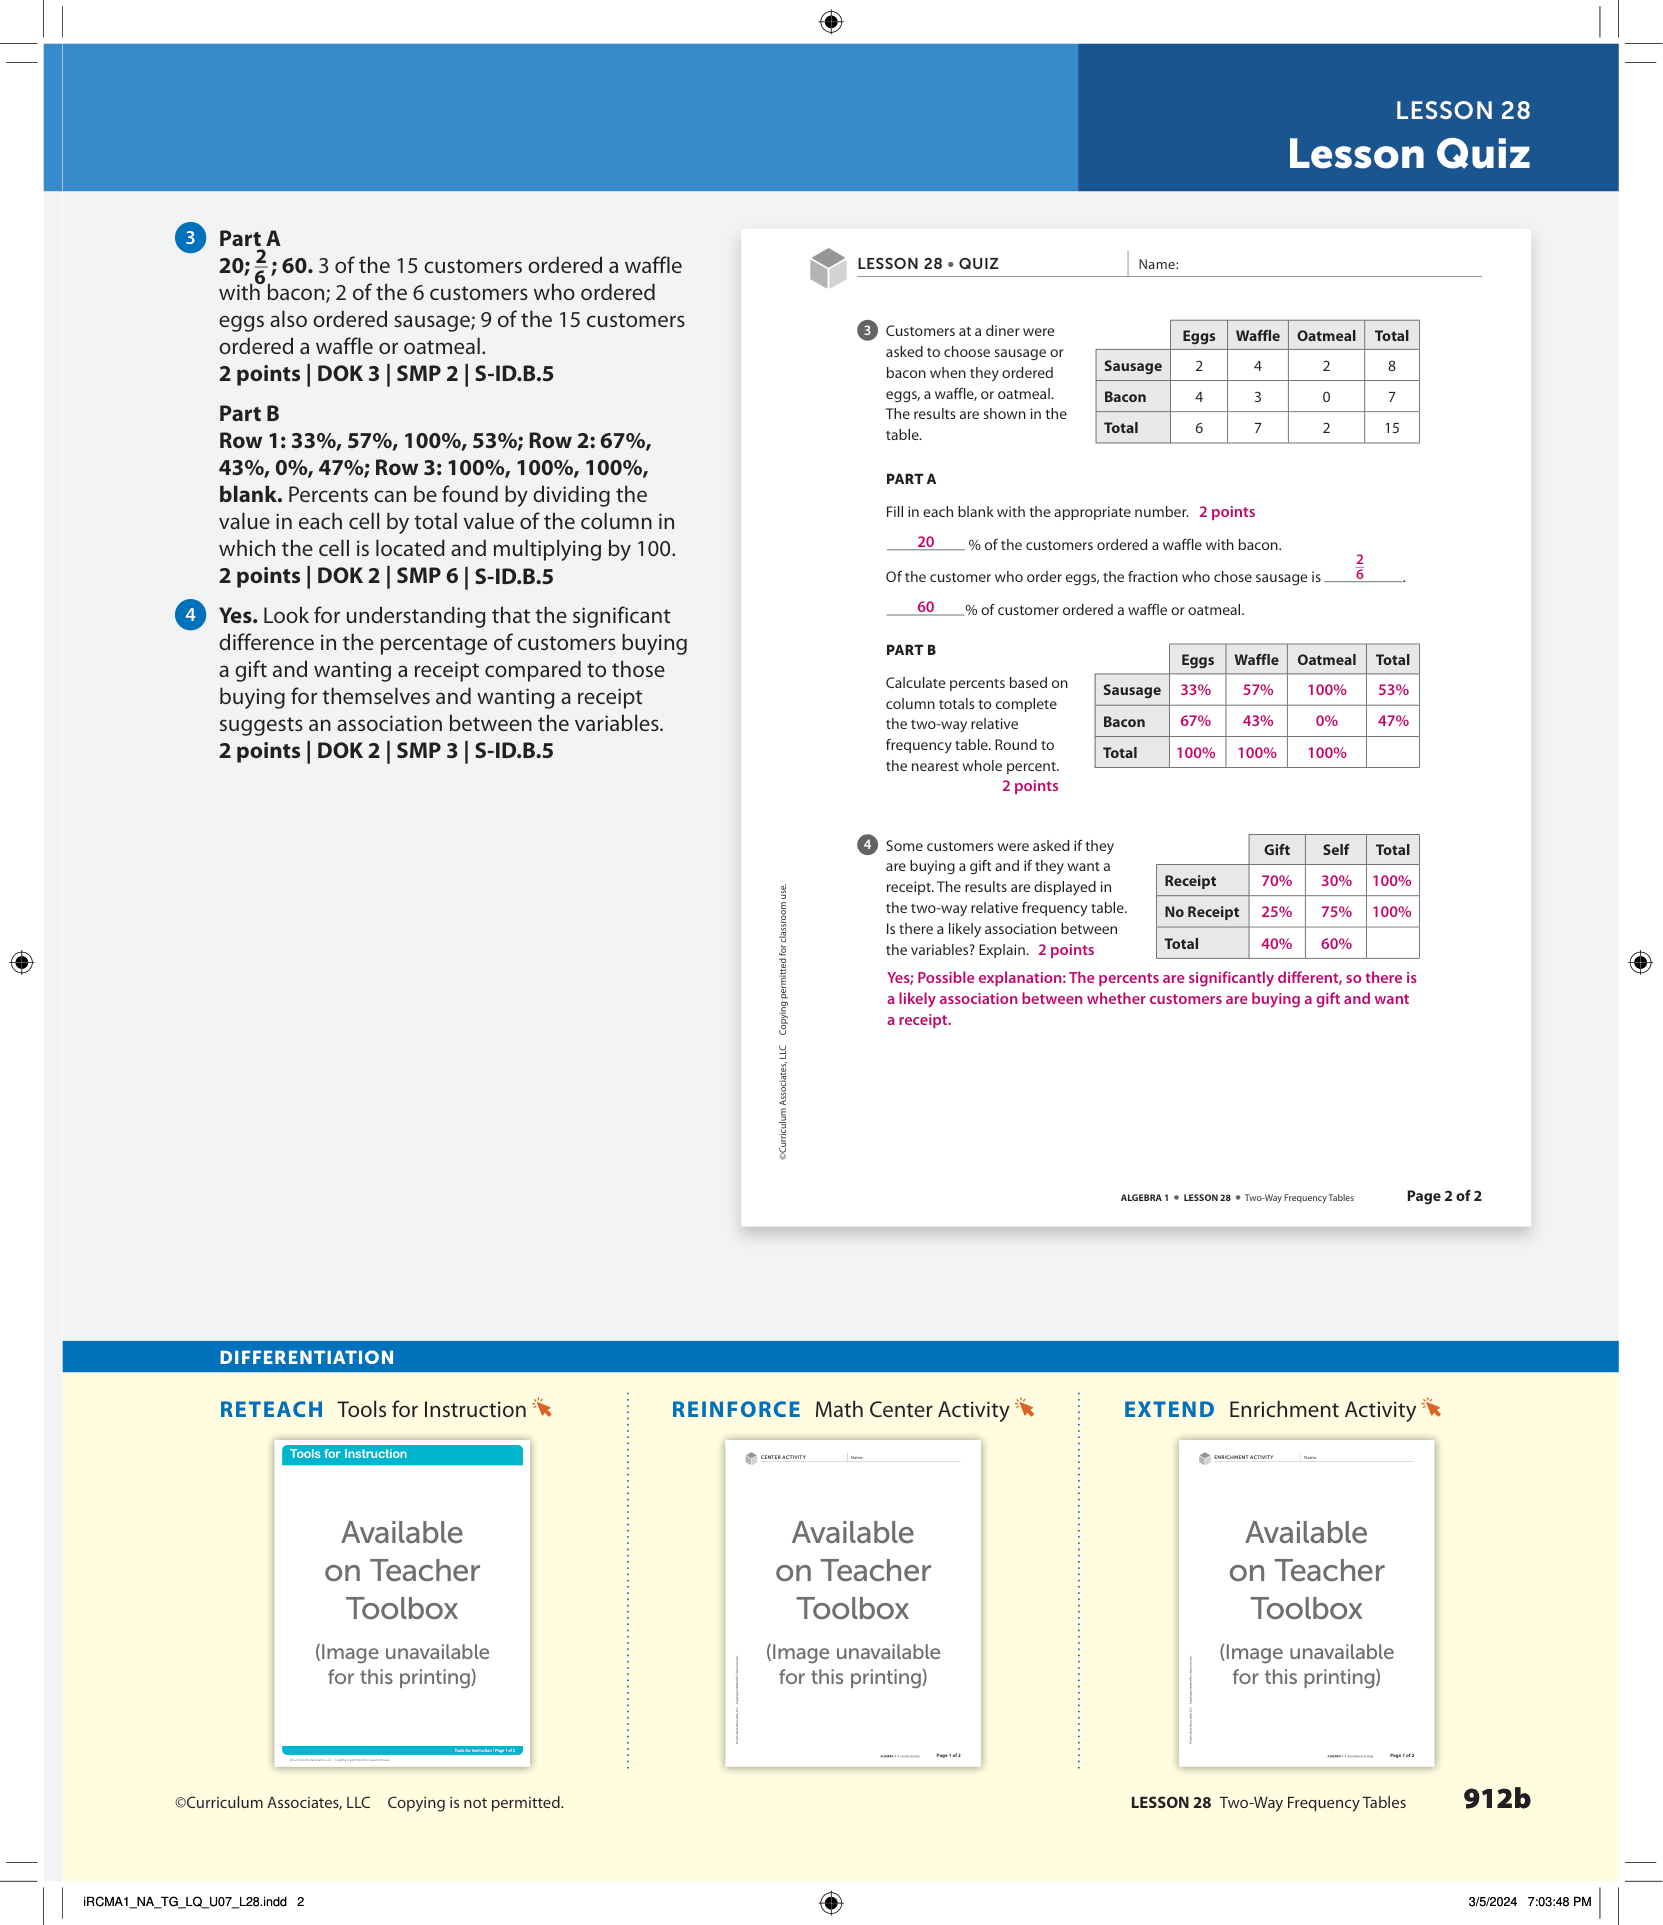 LESSON 28
Lesson Quiz
3 Part A
20; 2/6; 60. 3 of the 15 customers ordered a waffle
with bacon; 2 of the 6 customers who ordered
eggs also ordered sausage; 9 of the 15 customers
ordered a waffle or oatmeal.
2 points | DOK 3 | SMP 2 | S-ID.B.5
Part B
Row 1: 33%, 57%, 100%, 53%; Row 2: 67%,
43%, 0%, 47%; Row 3: 100%, 100%, 100%,
blank. Percents can be found by dividing the
value in each cell by total value of the column in
which the cell is located and multiplying by 100.
2 points | DOK 2 | SMP 6 | S-ID.B.5
4 Yes. Look for understanding that the significant
difference in the percentage of customers buying
a gift and wanting a receipt compared to those
buying for themselves and wanting a receipt
suggests an association between the variables.
2 points | DOK 2 | SMP 3 | S-ID.B.5
LESSON 28 • QUIZ Name:
3 Customers at a diner were
asked to choose sausage or
bacon when they ordered
eggs, a waffle, or oatmeal.
The results are shown in the
table.
Eggs Waffle Oatmeal Total
Sausage 2 4 2 8
Bacon 4 3 0 7
Total 6 7 2 15
PART A
Fill in each blank with the appropriate number. 2 points
20 % of the customers ordered a waffle with bacon.
Of the customer who order eggs, the fraction who chose sausage is 2/6.
60 % of customer ordered a waffle or oatmeal.
PART B
Calculate percents based on
column totals to complete
the two-way relative
frequency table. Round to
the nearest whole percent.
2 points
Eggs Waffle Oatmeal Total
Sausage 33% 57% 100% 53%
Bacon 67% 43% 0% 47%
Total 100% 100% 100%
4 Some customers were asked if they
are buying a gift and if they want a
receipt. The results are displayed in
the two-way relative frequency table.
Is there a likely association between
the variables? Explain. 2 points
Gift Self Total
Receipt 70% 30% 100%
No Receipt 25% 75% 100%
Total 40% 60%
Yes; Possible explanation: The percents are significantly different, so there is
a likely association between whether customers are buying a gift and want
a receipt.
©Curriculum Associates, LLC Copying permitted for classroom use.
ALGEBRA 1 • LESSON 28 • Two-Way Frequency Tables Page 2 of 2
DIFFERENTIATION
RETEACH Tools for Instruction
Tools for Instruction
Available
on Teacher
Toolbox
(Image unavailable
for this printing)
Tools for Instruction | Page 1 of 2
REINFORCE Math Center Activity
CENTER ACTIVITY Name:
Available
on Teacher
Toolbox
(Image unavailable
for this printing)
Page 1 of 2
EXTEND Enrichment Activity
ENRICHMENT ACTIVITY Name:
Available
on Teacher
Toolbox
(Image unavailable
for this printing)
Page 1 of 2
©Curriculum Associates, LLC Copying is not permitted.
LESSON 28 Two-Way Frequency Tables 912b
iRCMA1_NA_TG_LQ_U07_L28.indd 2
3/5/2024 7:03:48 PM